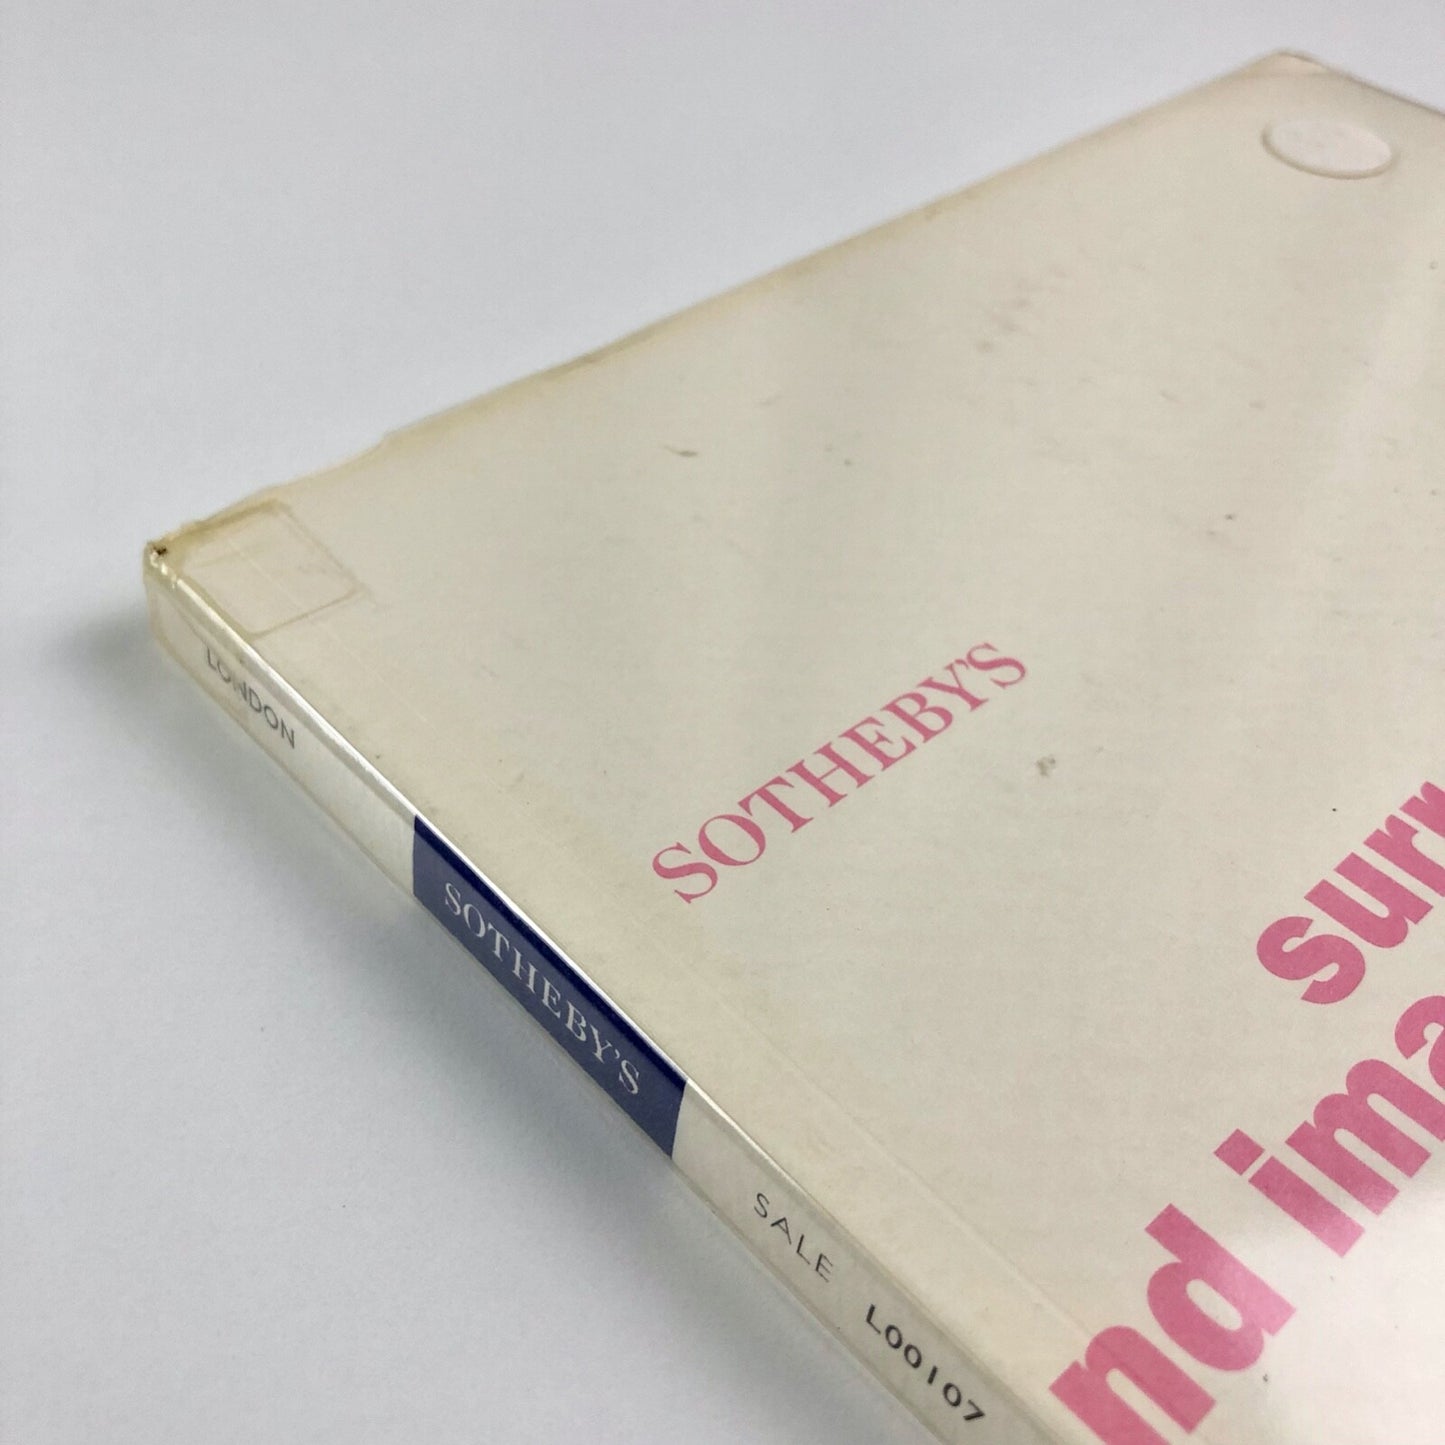 SOTHEBY'S
surr
nd ima
LONDON
SOTHEBY'S
SALE L00107